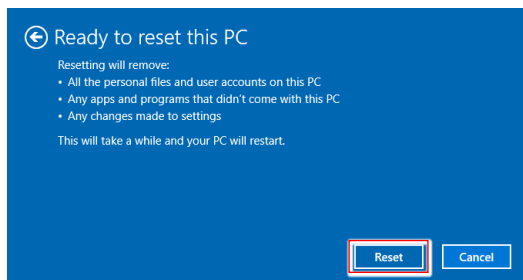 Ready to reset this PC
Resetting will remove:
• All the personal files and user accounts on this PC
• Any apps and programs that didn't come with this PC
• Any changes made to settings
This will take a while and your PC will restart.
Reset Cancel